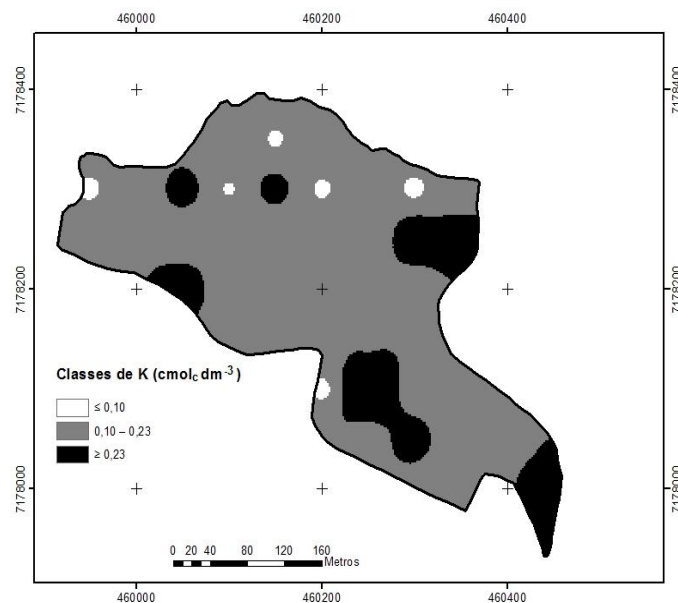 460000 460200 460400
7178400 7178400
7178200 7178200
Classes de K (cmolc dm-3)
≤ 0,10
0,10 – 0,23
≥ 0,23
7178000 7178000
0 20 40 80 120 160
Metros
460000 460200 460400